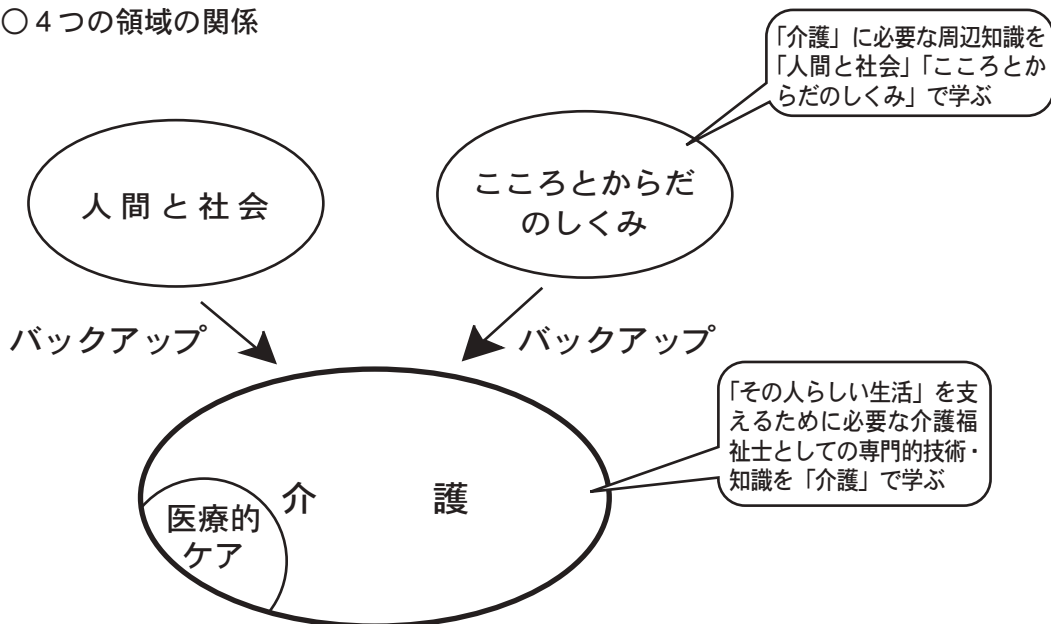 ○４つの領域の関係
「介護」に必要な周辺知識を
「人間と社会」「こころとか
らだのしくみ」で学ぶ
人間と社会
こころとからだ
のしくみ
バックアップ
バックアップ
「その人らしい生活」を支
えるために必要な介護福
祉士としての専門的技術・
知識を「介護」で学ぶ
介護
医療的
ケア